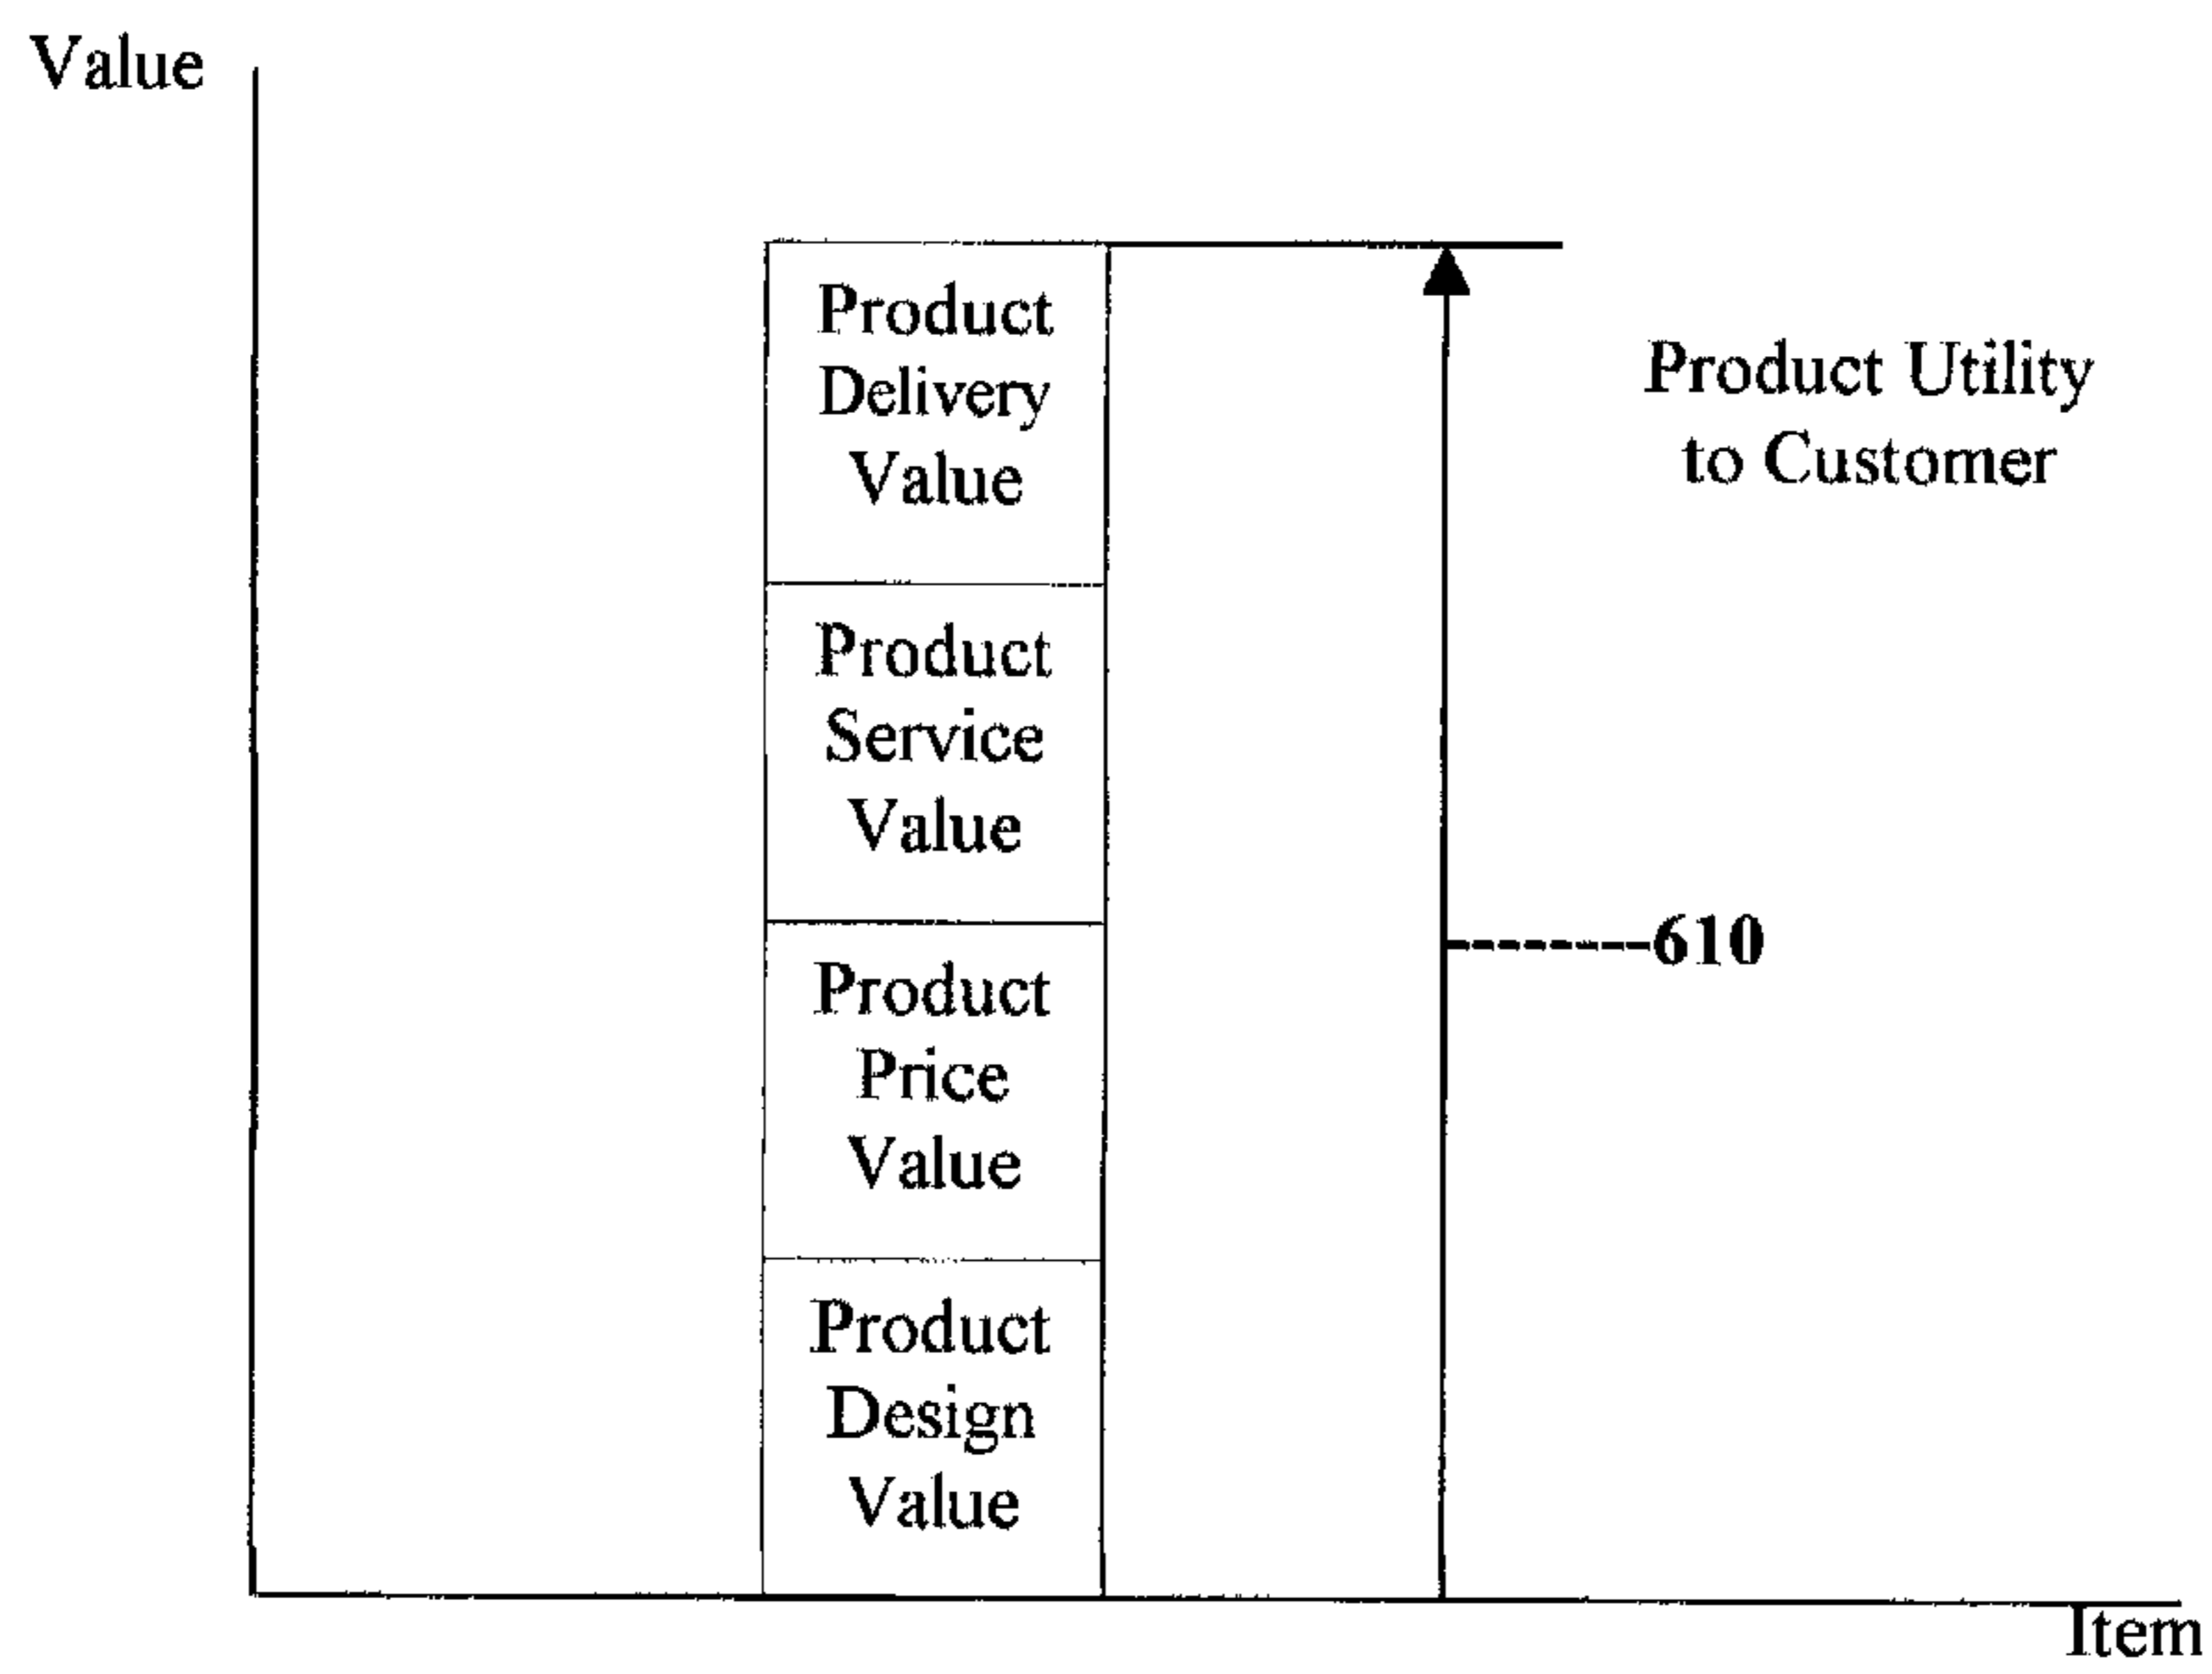 Value
Product
Delivery
Value
Product Utility
to Customer
Product
Service
Value
610
Product
Price
Value
Product
Design
Value
Item